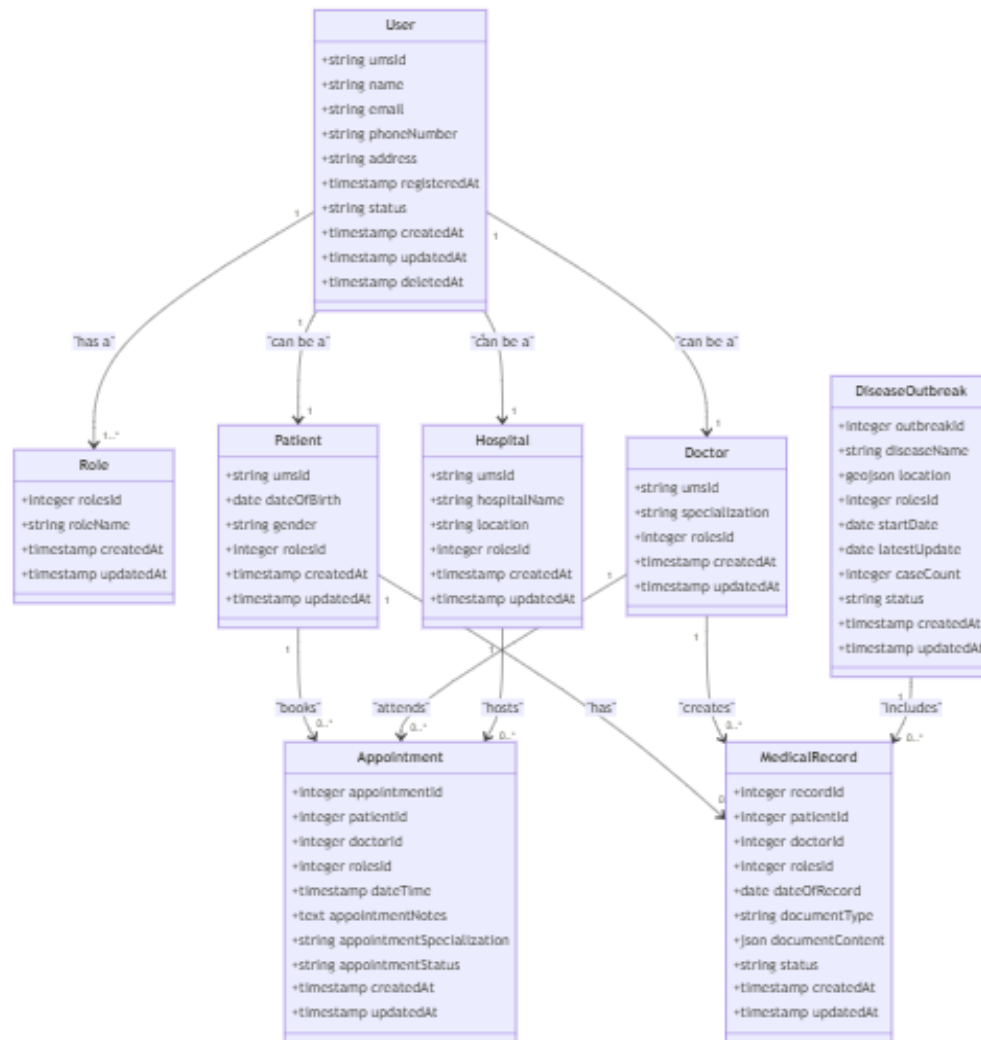 User
+string umsId
+string name
+string email
+string phoneNumber
+string address
+timestamp registeredAt
+string status
+timestamp createdAt
+timestamp updatedAt
+timestamp deletedAt
1
1
1
1
"has a"
"can be a"
"can be a"
"can be a"
1..*
1
1
1
Role
+integer rolesId
+string roleName
+timestamp createdAt
+timestamp updatedAt
Patient
+string umsId
+date dateOfBirth
+string gender
+integer rolesId
+timestamp createdAt
+timestamp updatedAt
Hospital
+string umsId
+string hospitalName
+string location
+integer rolesId
+timestamp createdAt
+timestamp updatedAt
Doctor
+string umsId
+string specialization
+integer rolesId
+timestamp createdAt
+timestamp updatedAt
DiseaseOutbreak
+integer outbreakId
+string diseaseName
+geojson location
+integer rolesId
+date startDate
+date latestUpdate
+integer caseCount
+string status
+timestamp createdAt
+timestamp updatedAt
1
1
1
1
1
1
"books"
"attends"
"hosts"
"has"
"creates"
"includes"
0..*
0..*
0..*
0..*
0..*
Appointment
+integer appointmentId
+integer patientId
+integer doctorId
+integer rolesId
+timestamp dateTime
+text appointmentNotes
+string appointmentSpecialization
+string appointmentStatus
+timestamp createdAt
+timestamp updatedAt
MedicalRecord
+integer recordId
+integer patientId
+integer doctorId
+integer rolesId
+date dateOfRecord
+string documentType
+json documentContent
+string status
+timestamp createdAt
+timestamp updatedAt